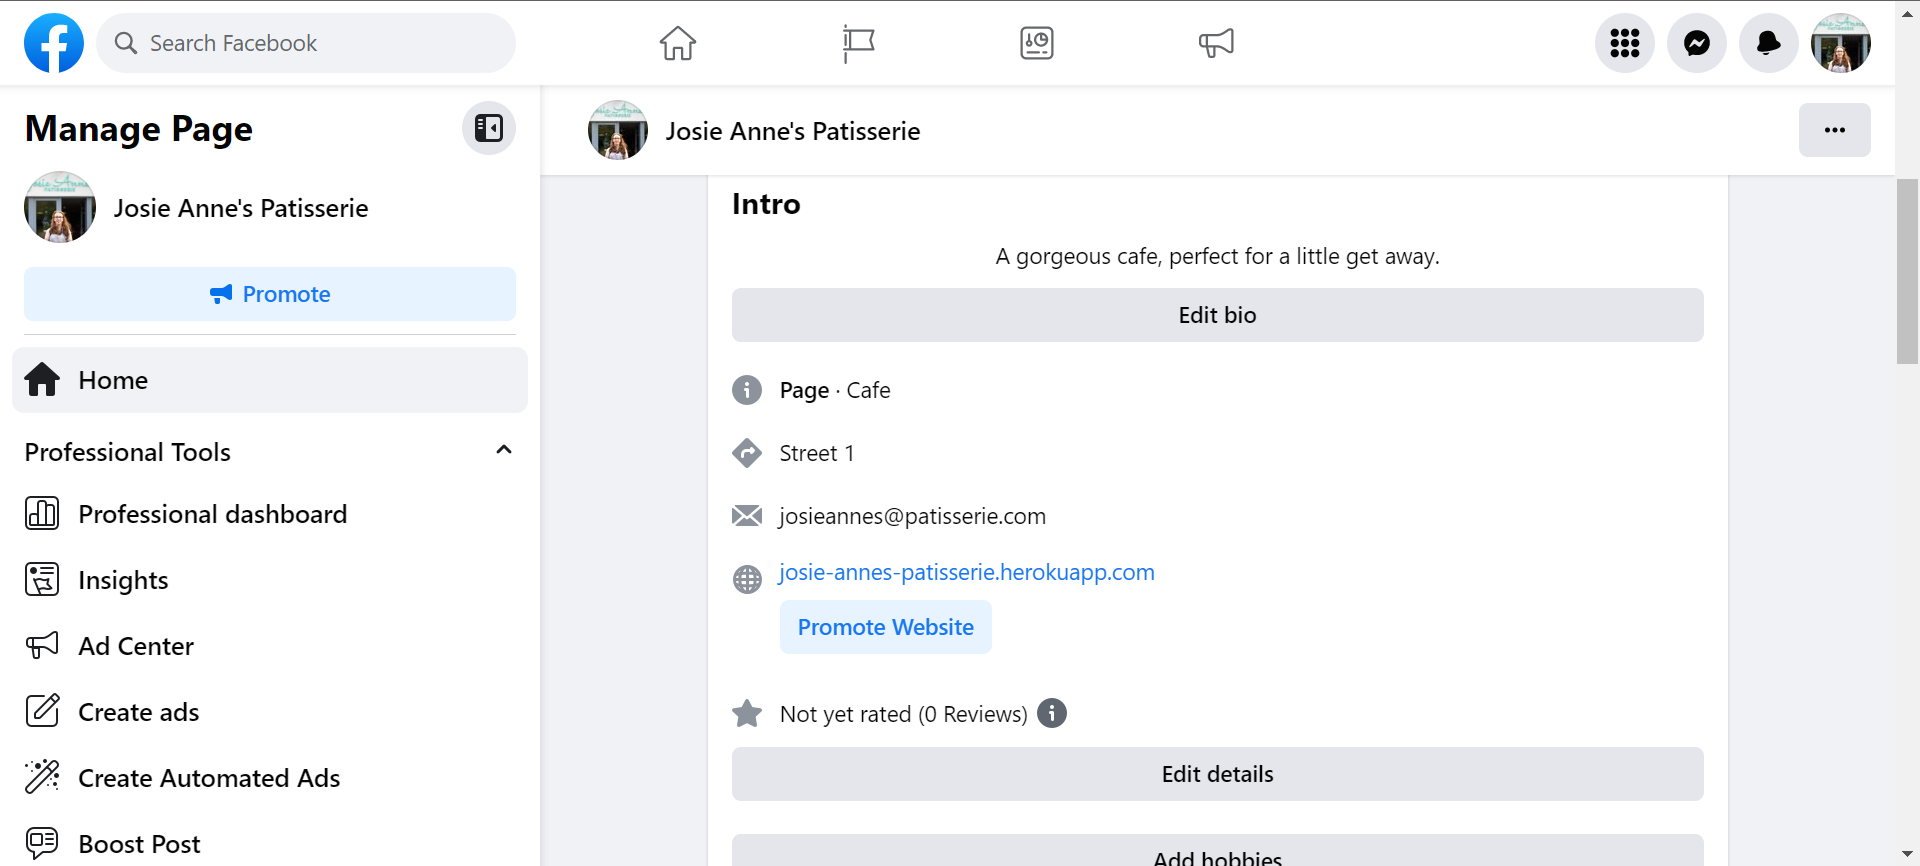 Search Facebook
Manage Page
Josie Anne's Patisserie
Promote
Home
Professional Tools
Professional dashboard
Insights
Ad Center
Create ads
Create Automated Ads
Boost Post
Josie Anne's Patisserie
Intro
A gorgeous cafe, perfect for a little get away.
Edit bio
Page · Cafe
Street 1
josieannes@patisserie.com
josie-annes-patisserie.herokuapp.com
Promote Website
Not yet rated (0 Reviews)
Edit details
Add hobbies